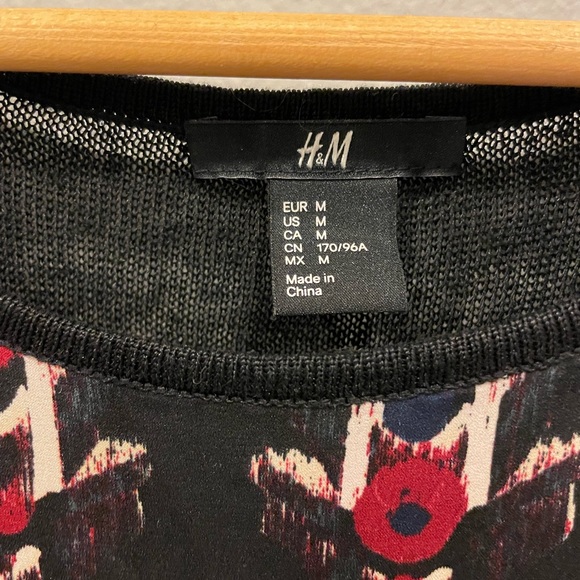 H&M
EUR M
US M
CA M
CN 170/96A
MX M
Made in
China